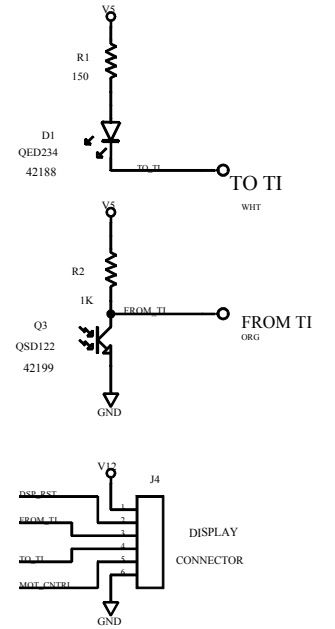 V5
R1
150
D1
QED234
42188
TO_TI
TO TI
WHT
V5
R2
1K
FROM_TI
FROM TI
ORG
Q3
QSD122
42199
GND
V12
J4
DSP_RST
FROM_TI
TO_TI
MOT_CNTRL
1
2
3
4
5
6
DISPLAY
CONNECTOR
GND